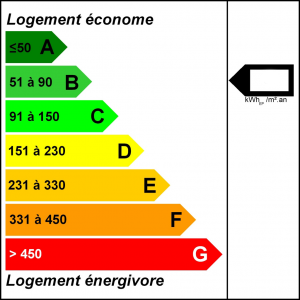 Logement économe
≤50 A
51 à 90 B
91 à 150 C
151 à 230 D
231 à 330 E
331 à 450 F
> 450 G
Logement énergivore
kWhEP /m².an